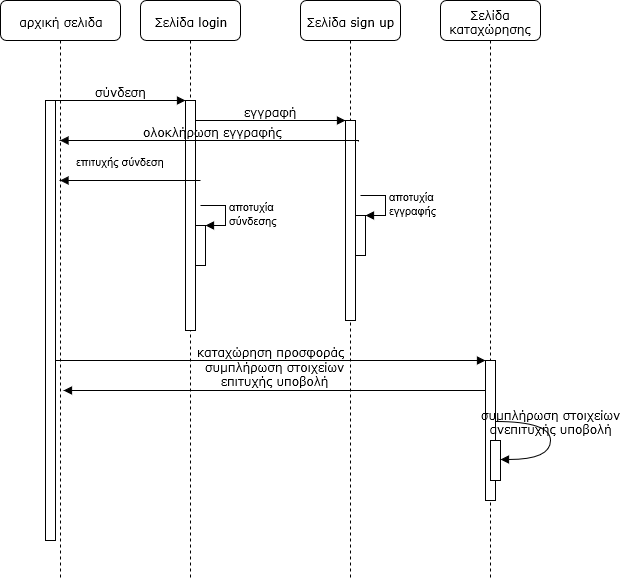 αρχική σελιδα
Σελίδα login
Σελίδα sign up
Σελίδα
καταχώρησης
σύνδεση
εγγραφή
ολοκλήρωση εγγραφής
επιτυχής σύνδεση
αποτυχία
σύνδεσης
αποτυχία
εγγραφής
καταχώρηση προσφοράς
συμπλήρωση στοιχείων
επιτυχής υποβολή
συμπλήρωση στοιχείων
ανεπιτυχής υποβολή